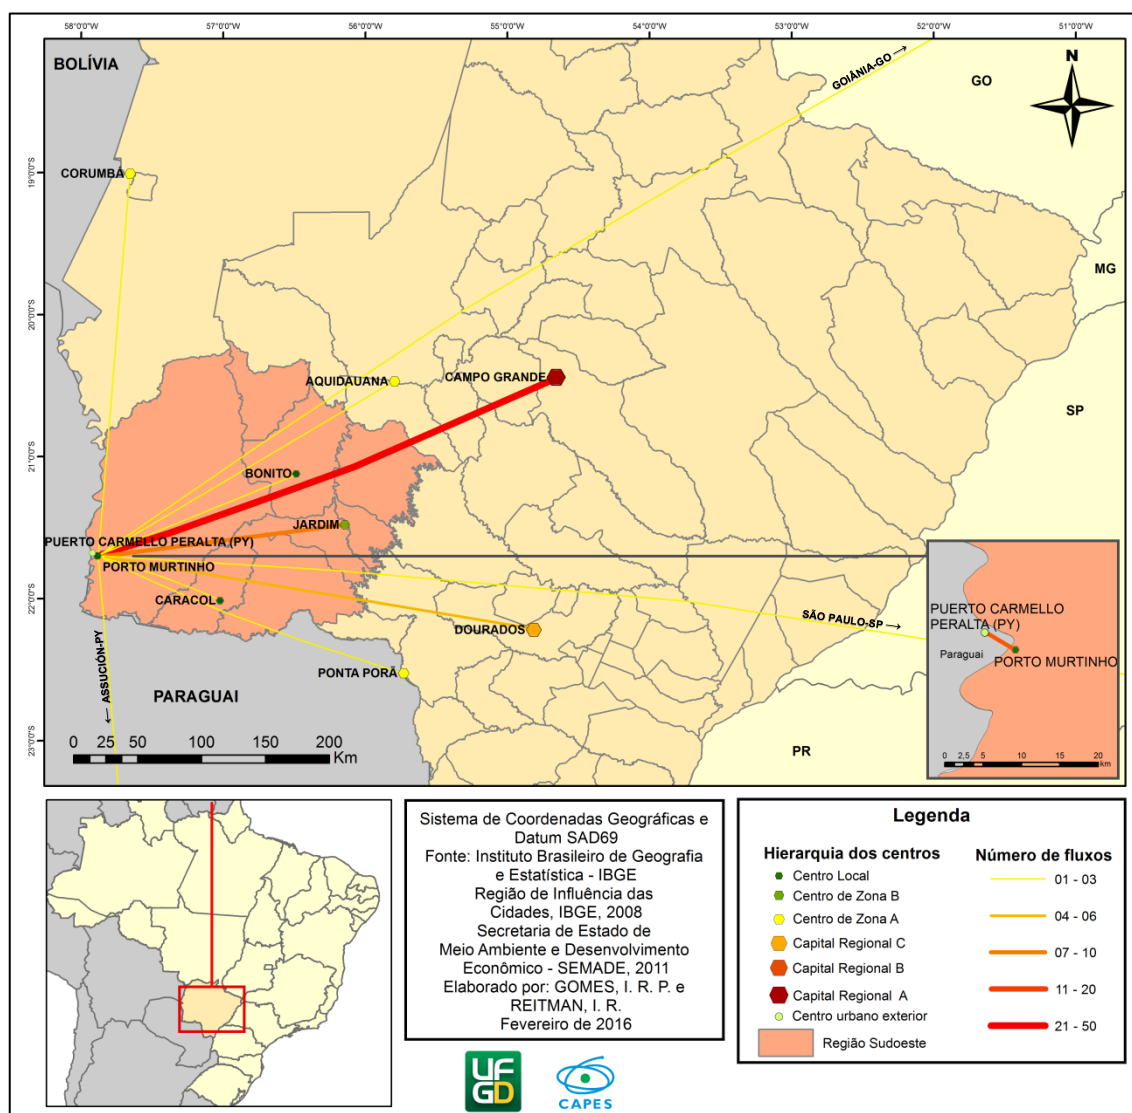 58°0'0"O 57°0'0"O 56°0'0"O 55°0'0"O 54°0'0"O 53°0'0"O 52°0'0"O 51°0'0"O
BOLÍVIA
GOIÂNIA-GO →
GO
N
19°0'0"S
CORUMBÁ
MG
20°0'0"S
AQUIDAUANA
CAMPO GRANDE
SP
21°0'0"S
BONITO
JARDIM
PUERTO CARMELLO PERALTA (PY)
PORTO MURTINHO
22°0'0"S
CARACOL
DOURADOS
SÃO PAULO-SP →
PUERTO CARMELLO
PERALTA (PY)
Paraguai
PORTO MURTINHO
← ASSUCIÓN-PY
PONTA PORÃ
PARAGUAI
23°0'0"S
PR
0 25 50 100 150 200
Km
0 2,5 5 10 15 20
km
Sistema de Coordenadas Geográficas e
Datum SAD69
Fonte: Instituto Brasileiro de Geografia
e Estatística - IBGE
Região de Influência das
Cidades, IBGE, 2008
Secretaria de Estado de
Meio Ambiente e Desenvolvimento
Econômico - SEMADE, 2011
Elaborado por: GOMES, I. R. P. e
REITMAN, I. R.
Fevereiro de 2016
UF
GD
CAPES
Legenda
Hierarquia dos centros
Centro Local
Centro de Zona B
Centro de Zona A
Capital Regional C
Capital Regional B
Capital Regional A
Centro urbano exterior
Região Sudoeste
Número de fluxos
01 - 03
04 - 06
07 - 10
11 - 20
21 - 50